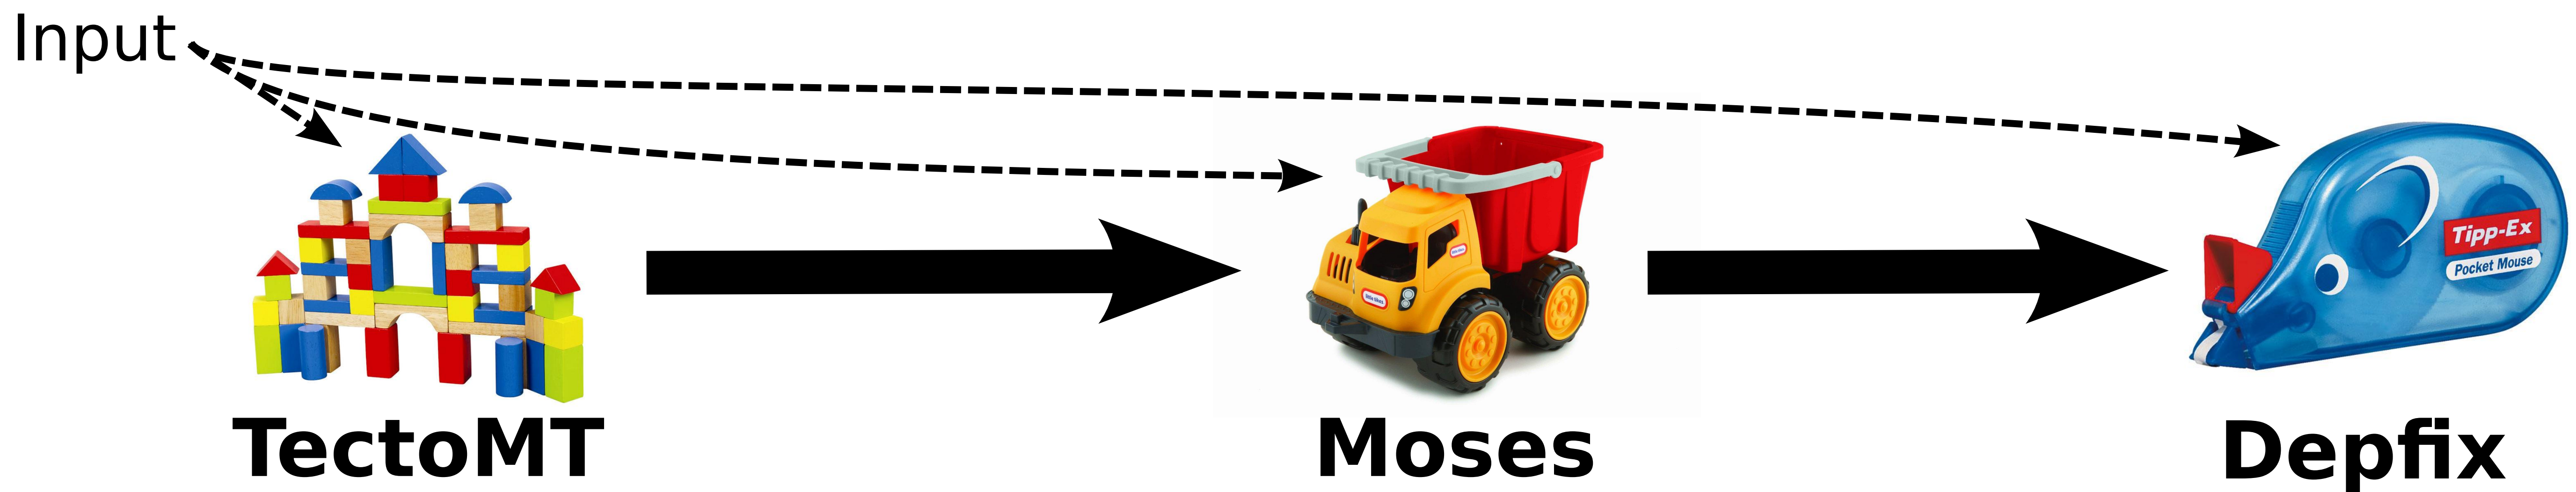 Input
Tipp-Ex
Pocket Mouse
TectoMT
Moses
Depfix